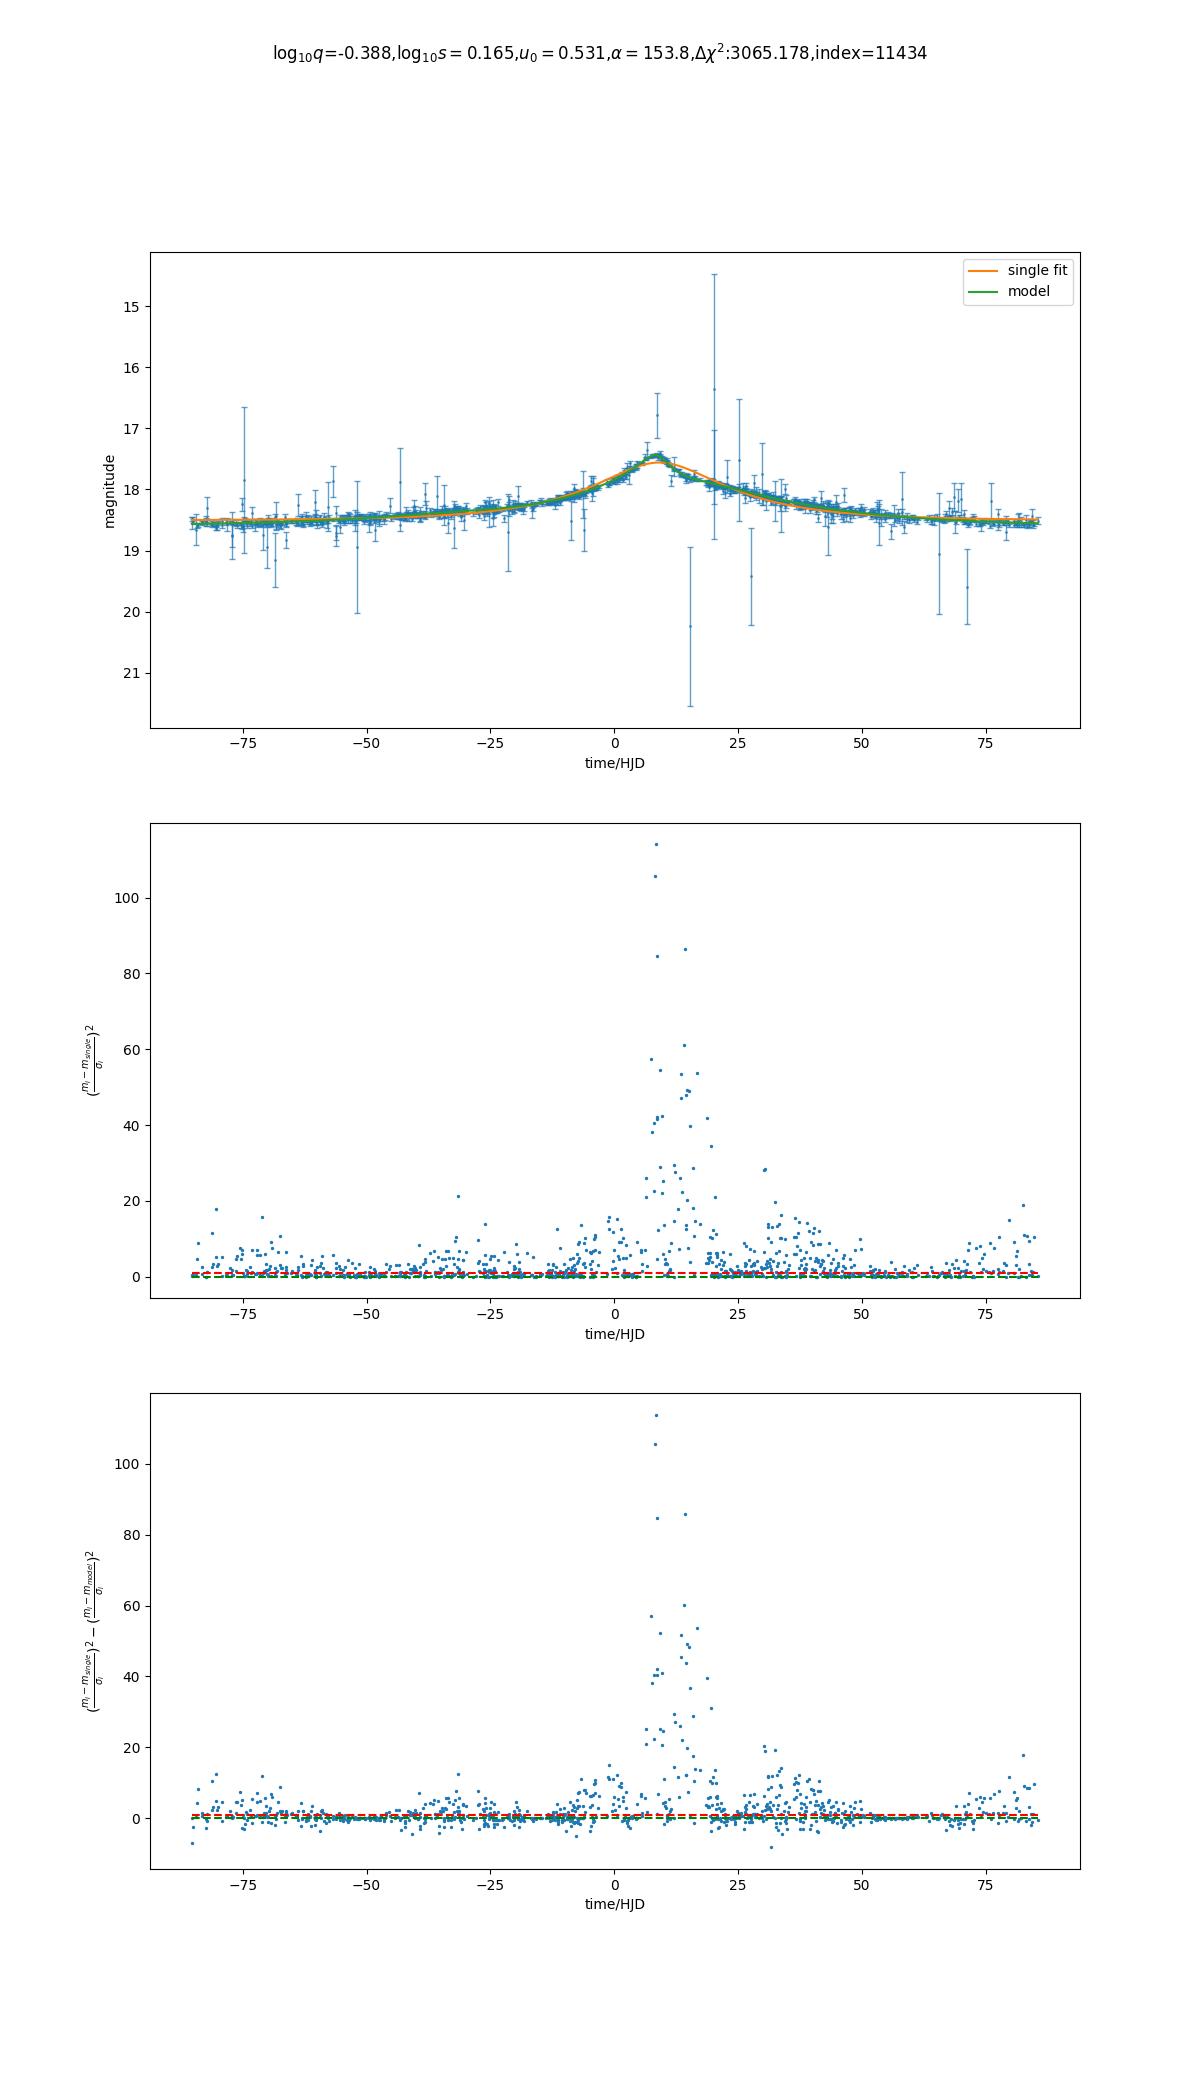 log₁₀q=-0.388,log₁₀s = 0.165,u₀ = 0.531,α = 153.8,Δχ²:3065.178,index=11434
single fit
model
magnitude
15
16
17
18
19
20
21
−75 −50 −25 0 25 50 75
time/HJD
(mᵢ − m_single / σᵢ)²
100
80
60
40
20
0
−75 −50 −25 0 25 50 75
time/HJD
(mᵢ − m_single / σᵢ)² − (mᵢ − m_model / σᵢ)²
100
80
60
40
20
0
−75 −50 −25 0 25 50 75
time/HJD